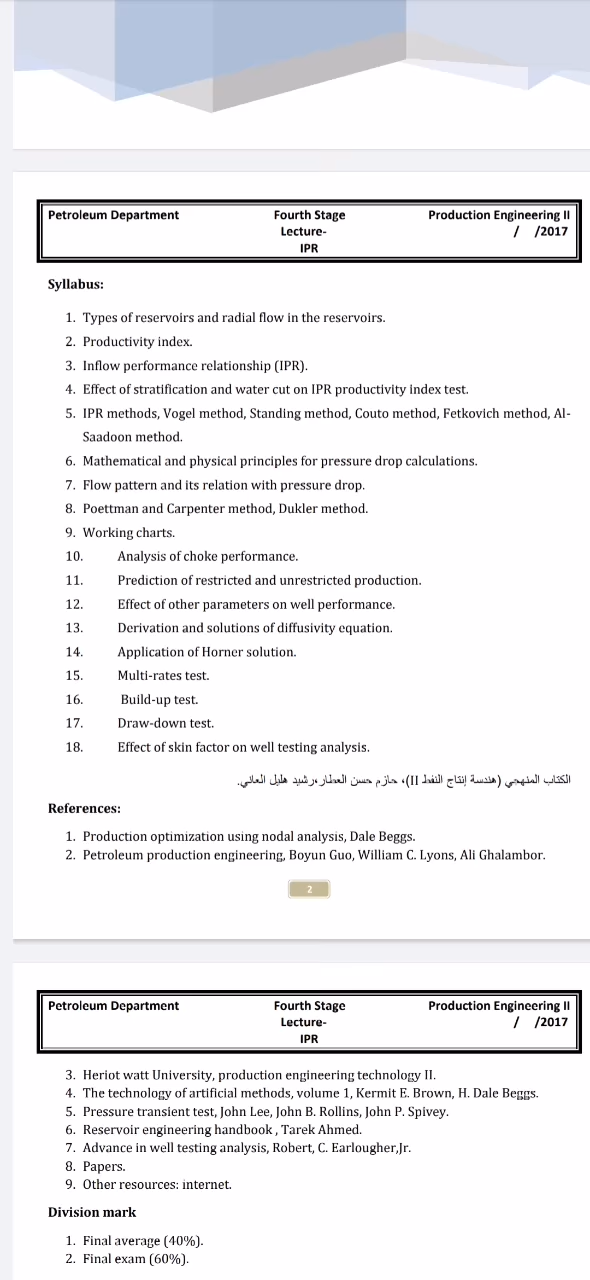 Petroleum Department Fourth Stage Production Engineering II
Lecture- / /2017
IPR
Syllabus:
1. Types of reservoirs and radial flow in the reservoirs.
2. Productivity index.
3. Inflow performance relationship (IPR).
4. Effect of stratification and water cut on IPR productivity index test.
5. IPR methods, Vogel method, Standing method, Couto method, Fetkovich method, Al-
Saadoon method.
6. Mathematical and physical principles for pressure drop calculations.
7. Flow pattern and its relation with pressure drop.
8. Poettman and Carpenter method, Dukler method.
9. Working charts.
10. Analysis of choke performance.
11. Prediction of restricted and unrestricted production.
12. Effect of other parameters on well performance.
13. Derivation and solutions of diffusivity equation.
14. Application of Horner solution.
15. Multi-rates test.
16. Build-up test.
17. Draw-down test.
18. Effect of skin factor on well testing analysis.
الكتاب المنهجي (هندسة إنتاج النفط II)، حازم حسن العطار،رشيد هليل العاني.
References:
1. Production optimization using nodal analysis, Dale Beggs.
2. Petroleum production engineering, Boyun Guo, William C. Lyons, Ali Ghalambor.
2
Petroleum Department Fourth Stage Production Engineering II
Lecture- / /2017
IPR
3. Heriot watt University, production engineering technology II.
4. The technology of artificial methods, volume 1, Kermit E. Brown, H. Dale Beggs.
5. Pressure transient test, John Lee, John B. Rollins, John P. Spivey.
6. Reservoir engineering handbook , Tarek Ahmed.
7. Advance in well testing analysis, Robert, C. Earlougher,Jr.
8. Papers.
9. Other resources: internet.
Division mark
1. Final average (40%).
2. Final exam (60%).